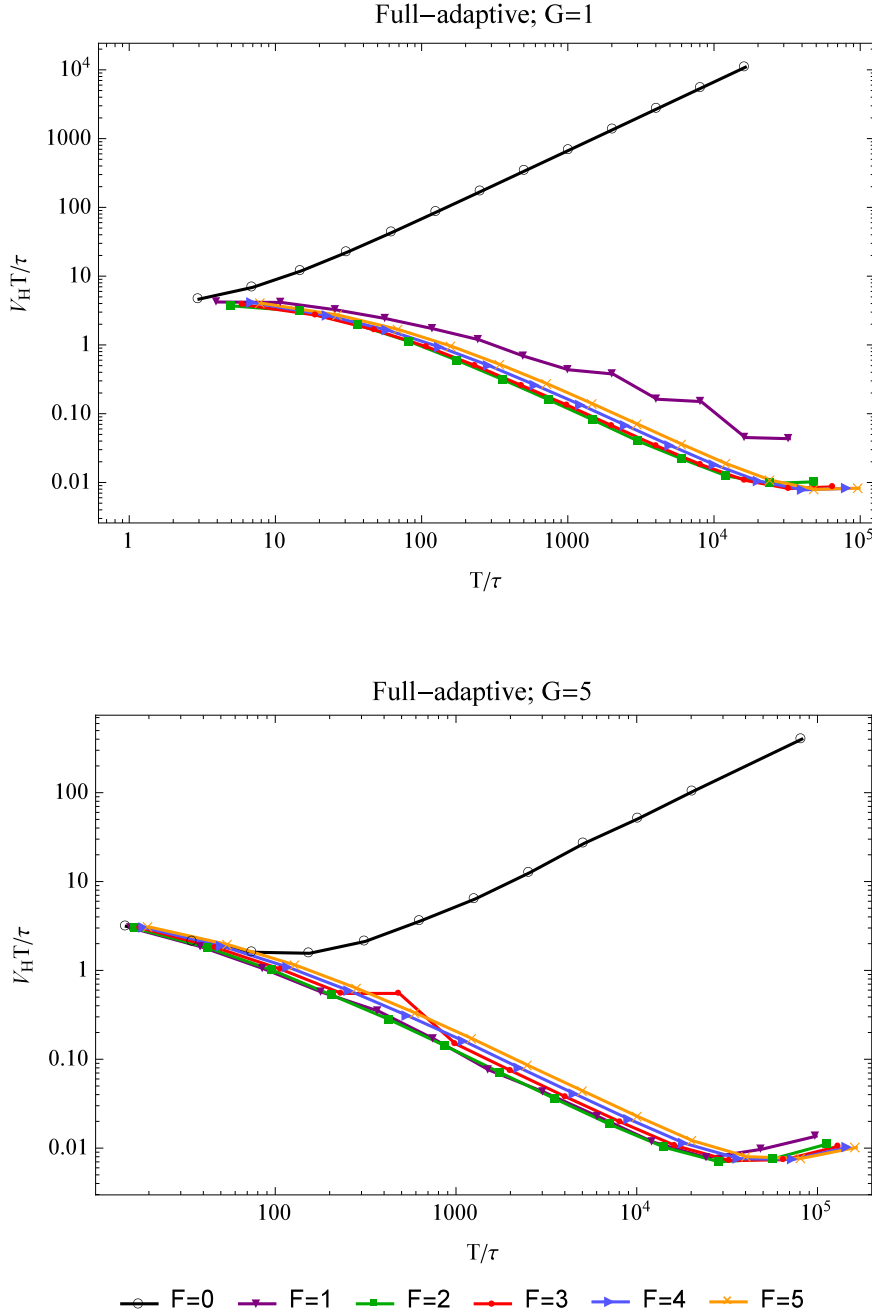 Full−adaptive; G=1
10⁴
1000
100
10
1
0.10
0.01
V_H T/τ
1 10 100 1000 10⁴ 10⁵
T/τ
Full−adaptive; G=5
100
10
1
0.10
0.01
V_H T/τ
100 1000 10⁴ 10⁵
T/τ
F=0 F=1 F=2 F=3 F=4 F=5